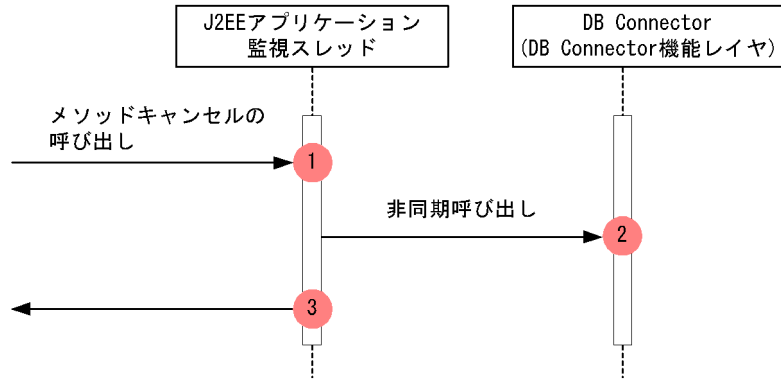 J2EEアプリケーション
監視スレッド
DB Connector
(DB Connector機能レイヤ)
メソッドキャンセルの
呼び出し
1
非同期呼び出し
2
3